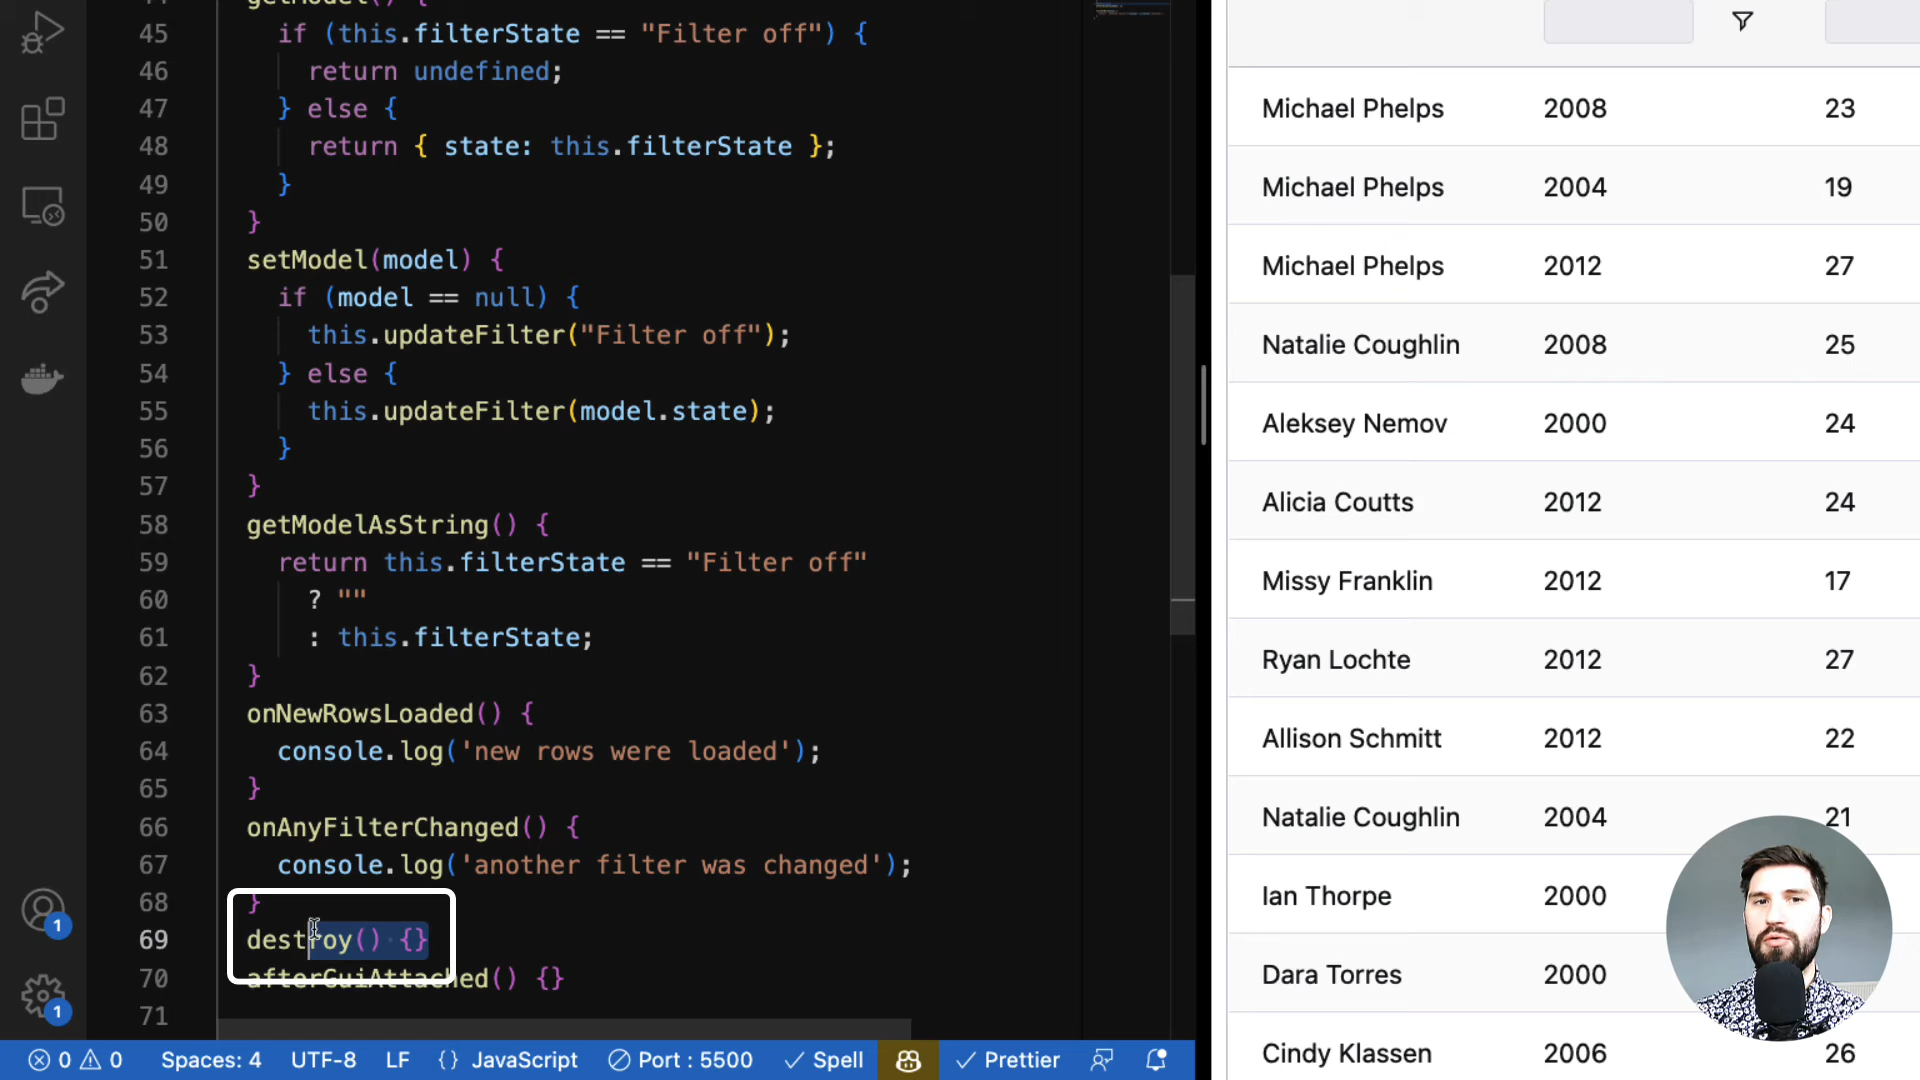 45 if (this.filterState == "Filter off") {
46 return undefined;
47 } else {
48 return { state: this.filterState };
49 }
50 }
51 setModel(model) {
52 if (model == null) {
53 this.updateFilter("Filter off");
54 } else {
55 this.updateFilter(model.state);
56 }
57 }
58 getModelAsString() {
59 return this.filterState == "Filter off"
60 ? ""
61 : this.filterState;
62 }
63 onNewRowsLoaded() {
64 console.log('new rows were loaded');
65 }
66 onAnyFilterChanged() {
67 console.log('another filter was changed');
68 }
69 destroy() {}
70 afterGuiAttached() {}
71
1
1
0 0 Spaces: 4 UTF-8 LF {} JavaScript Port : 5500 Spell Prettier
Michael Phelps 2008 23
Michael Phelps 2004 19
Michael Phelps 2012 27
Natalie Coughlin 2008 25
Aleksey Nemov 2000 24
Alicia Coutts 2012 24
Missy Franklin 2012 17
Ryan Lochte 2012 27
Allison Schmitt 2012 22
Natalie Coughlin 2004 21
Ian Thorpe 2000
Dara Torres 2000
Cindy Klassen 2006 26